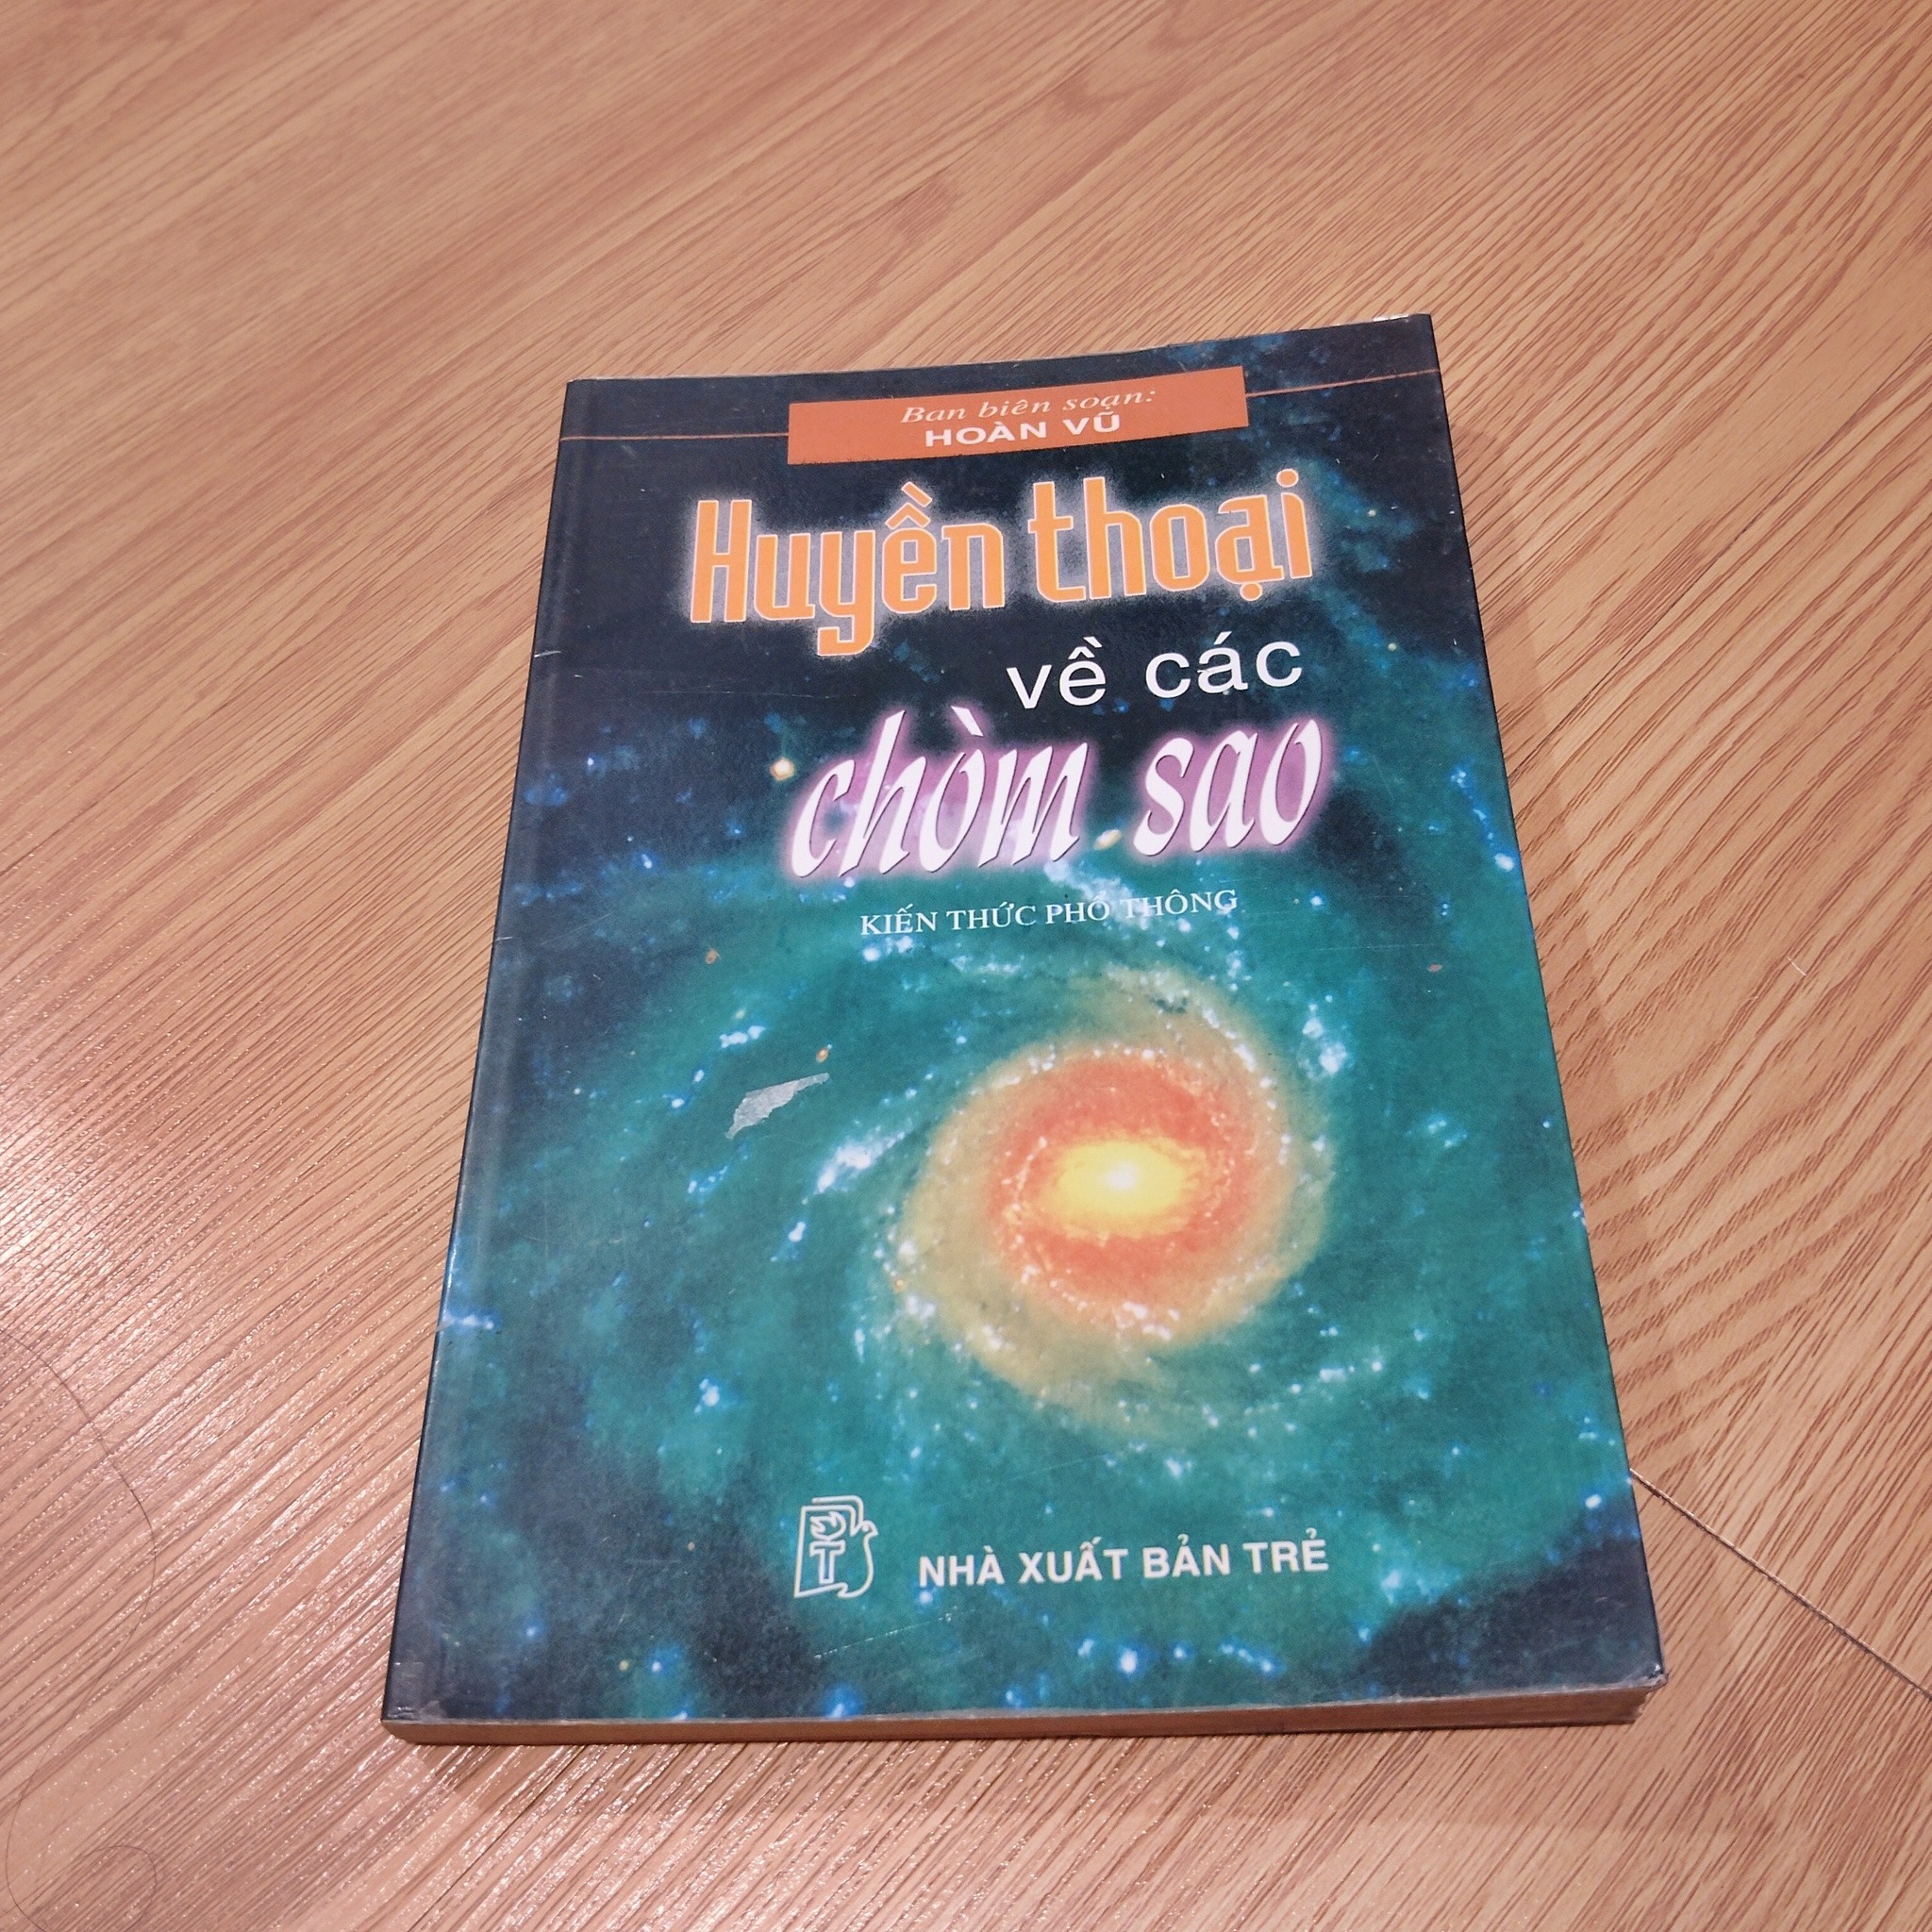 Ban biên soạn:
HOÀN VŨ
Huyền thoại
về các
chòm sao
KIẾN THỨC PHỔ THÔNG
NHÀ XUẤT BẢN TRẺ